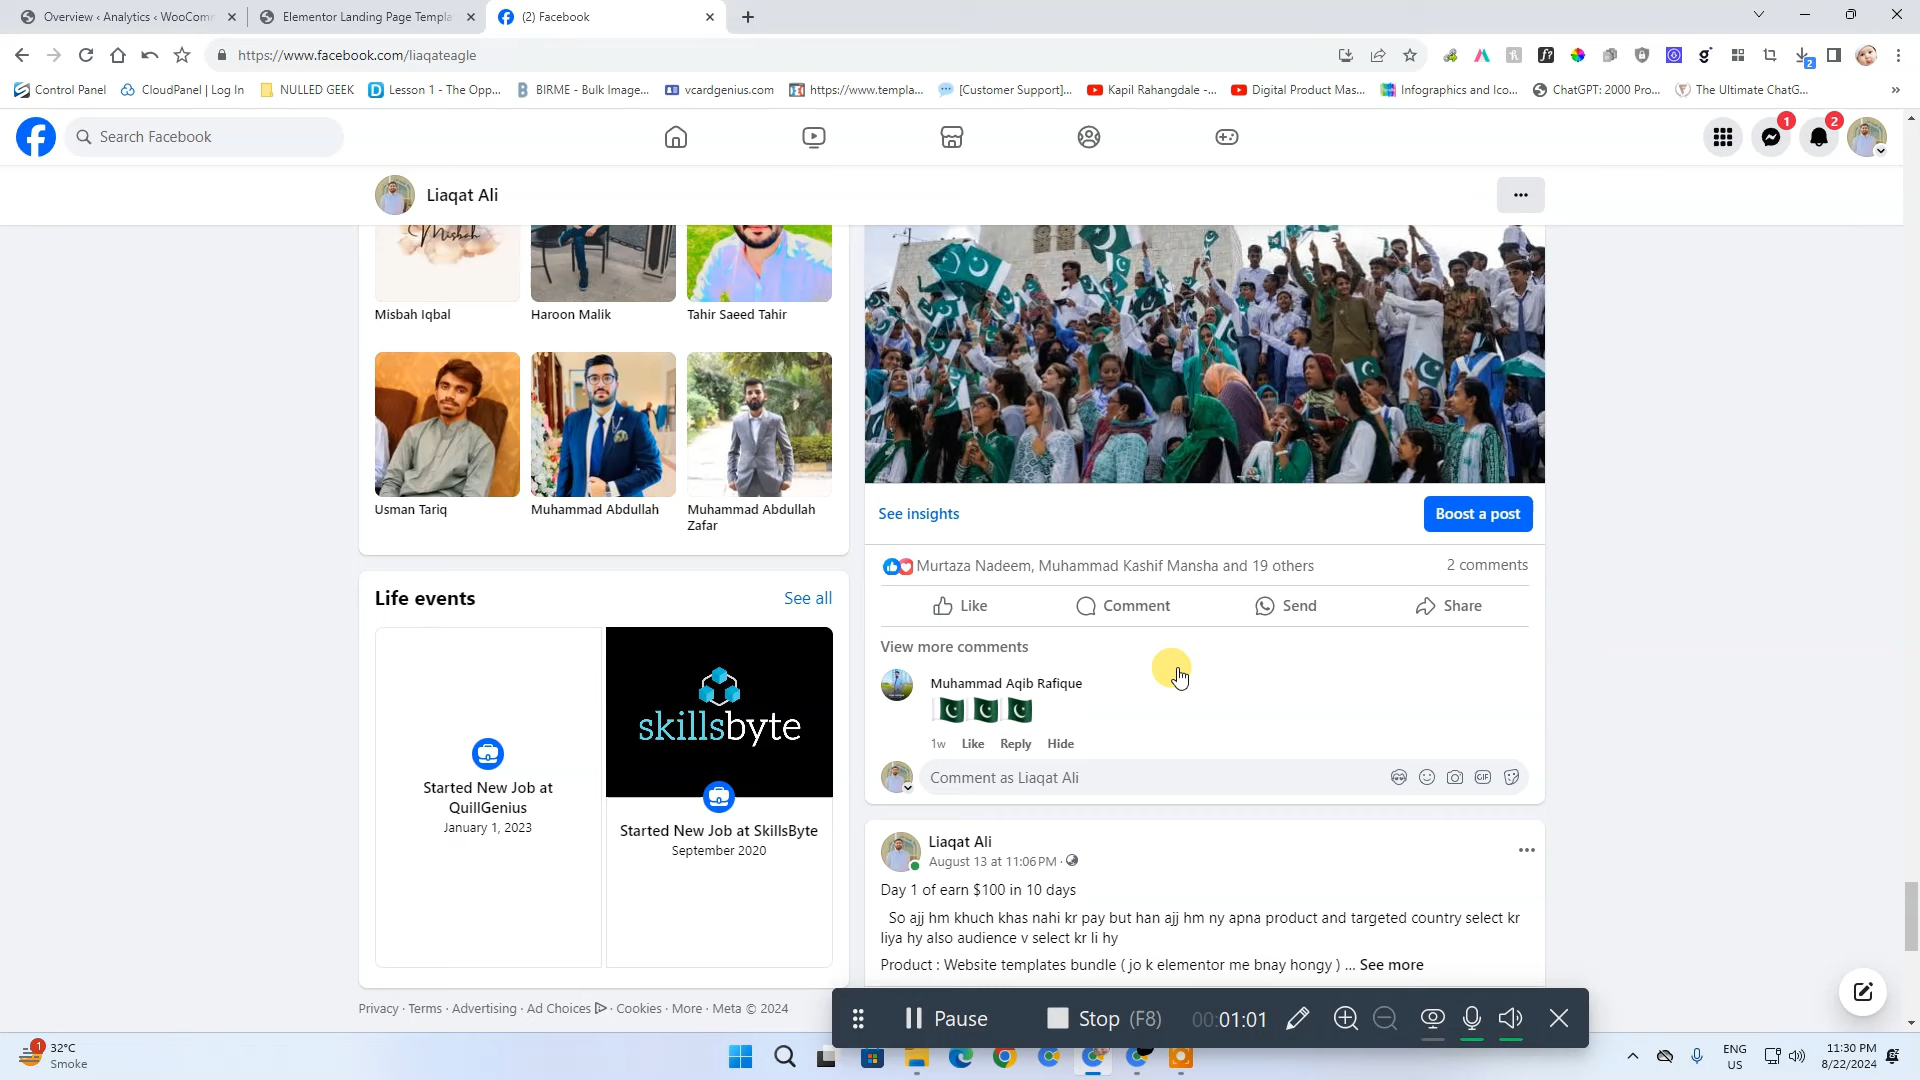 Overview ‹ Analytics ‹ WooCom
Elementor Landing Page Templa
(2) Facebook
https://www.facebook.com/liaqateagle
2
Control Panel
CloudPanel | Log In
NULLED GEEK
Lesson 1 - The Opp...
BIRME - Bulk Image...
vcardgenius.com
https://www.templa...
[Customer Support]...
Kapil Rahangdale -...
Digital Product Mas...
Infographics and Ico...
ChatGPT: 2000 Pro...
The Ultimate ChatG...
»
Search Facebook
1
2
Liaqat Ali
Misbah
Misbah Iqbal
Haroon Malik
Tahir Saeed Tahir
Usman Tariq
Muhammad Abdullah
Muhammad Abdullah
Zafar
Life events
See all
Started New Job at
QuillGenius
January 1, 2023
skillsbyte
Started New Job at SkillsByte
September 2020
Privacy · Terms · Advertising · Ad Choices · Cookies · More · Meta © 2024
See insights
Boost a post
Murtaza Nadeem, Muhammad Kashif Mansha and 19 others
2 comments
Like
Comment
Send
Share
View more comments
Muhammad Aqib Rafique
1w Like Reply Hide
Comment as Liaqat Ali
GIF
Liaqat Ali
August 13 at 11:06 PM ·
Day 1 of earn $100 in 10 days
So ajj hm khuch khas nahi kr pay but han ajj hm ny apna product and targeted country select kr
liya hy also audience v select kr li hy
Product : Website templates bundle ( jo k elementor me bnay hongy ) ... See more
Pause
Stop (F8)
00:01:01
1
32°C
Smoke
ENG
US
11:30 PM
8/22/2024